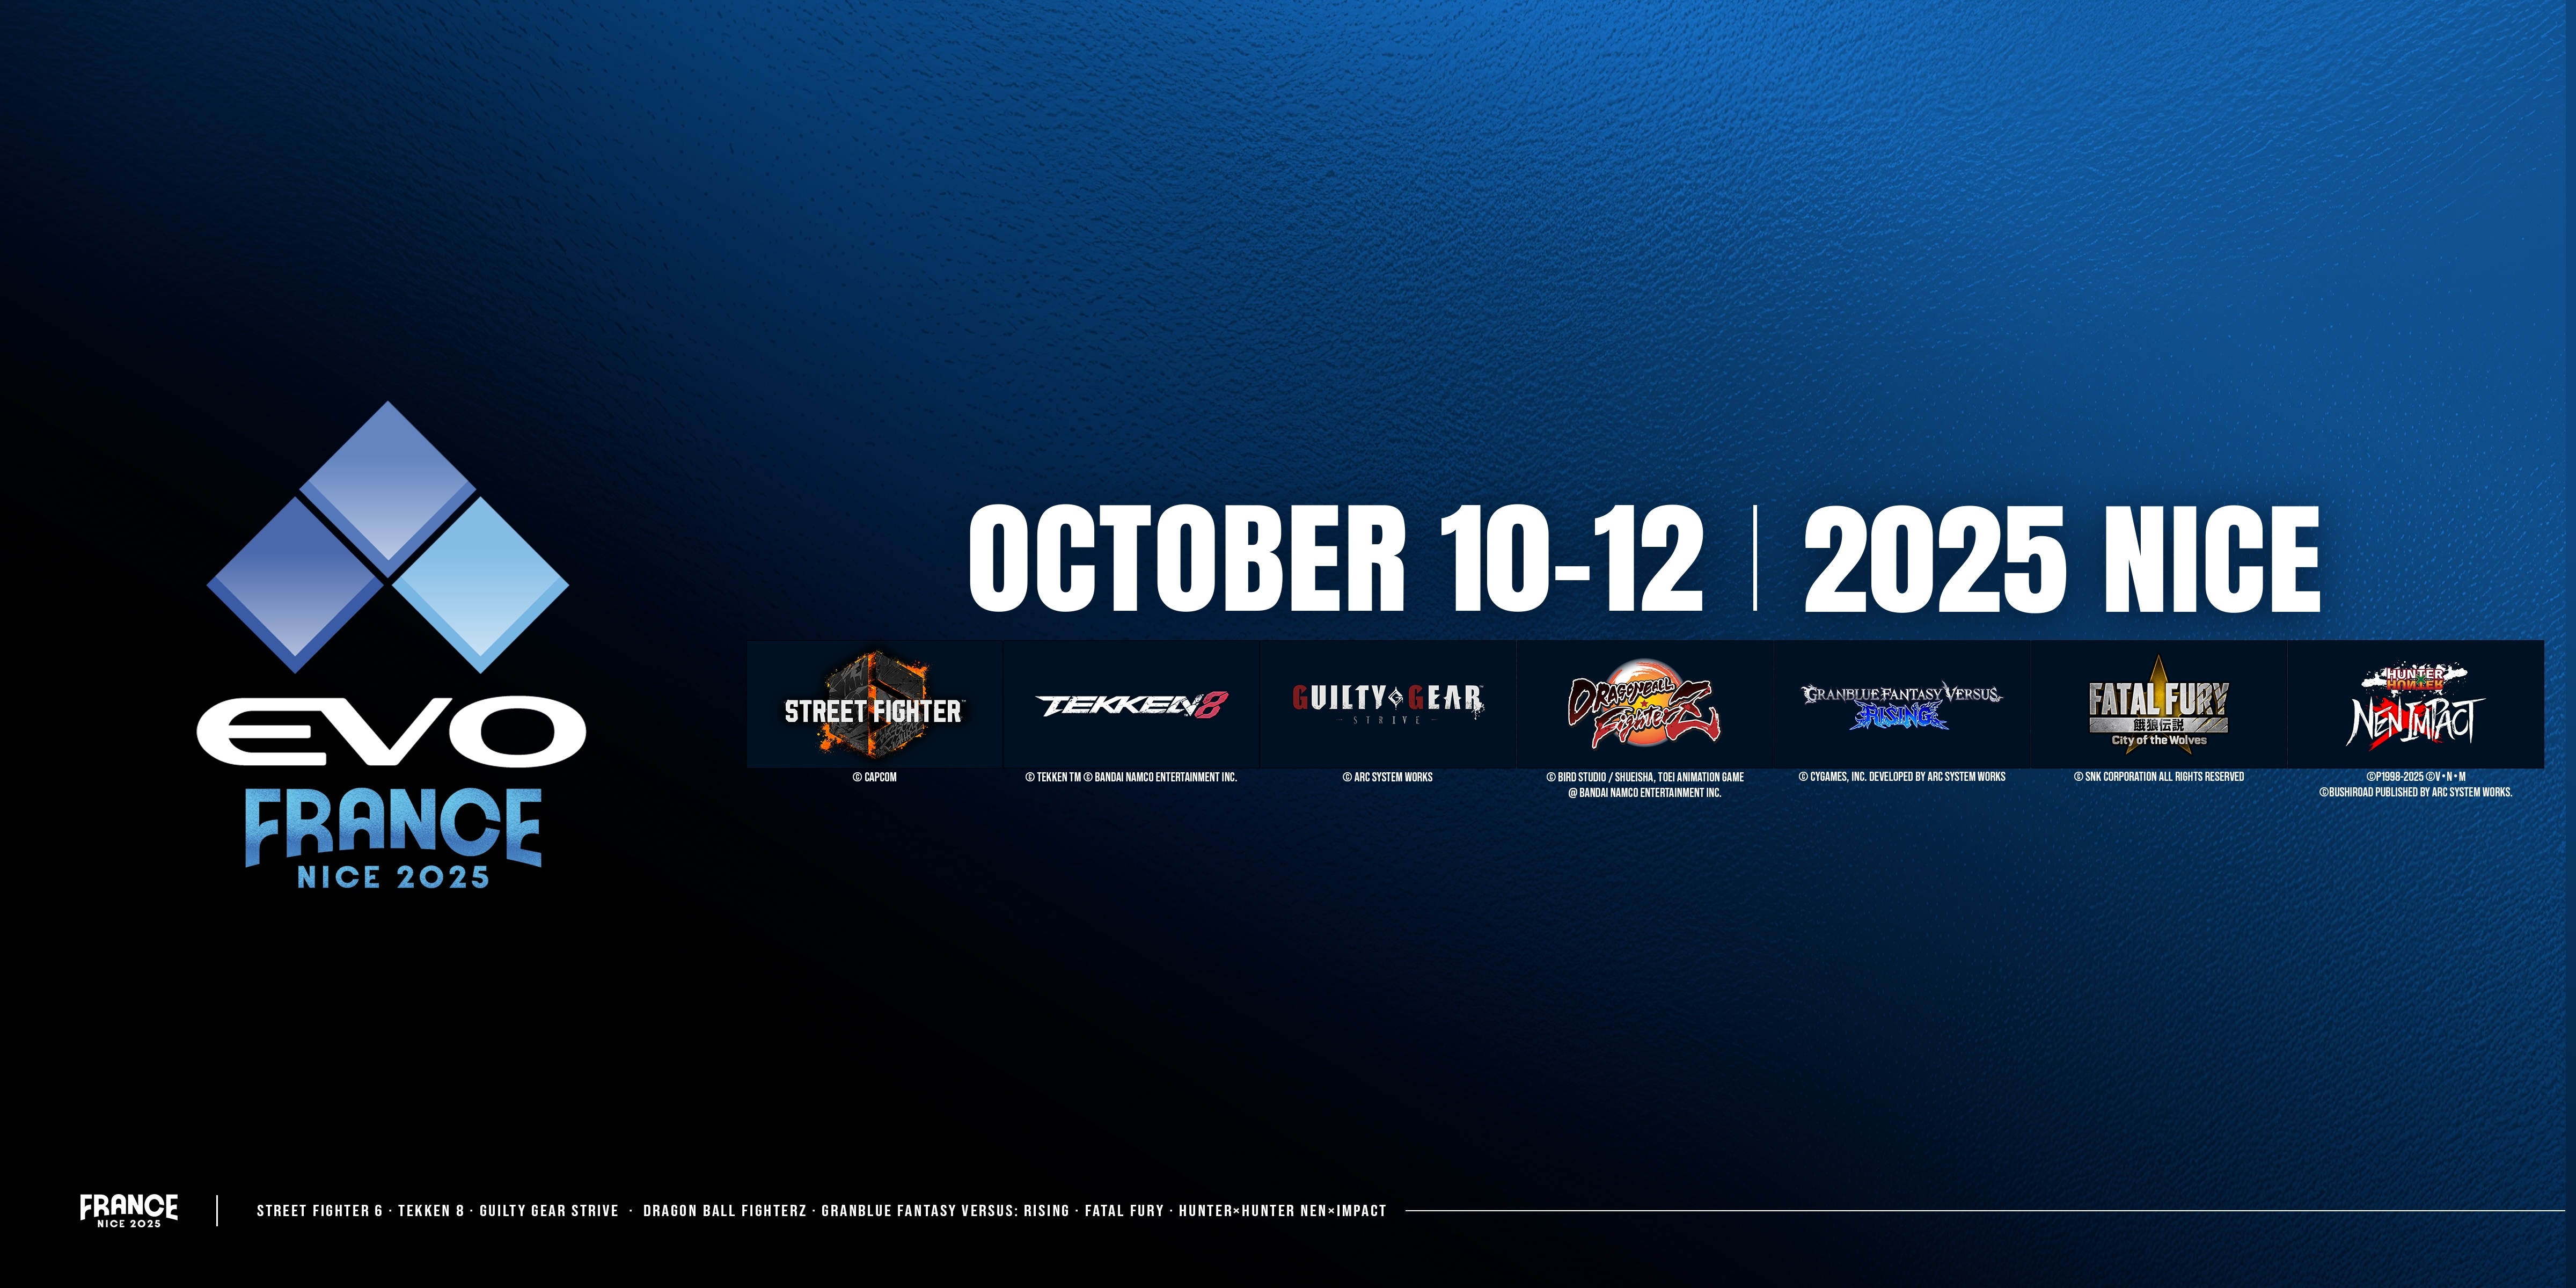 EVO
FRANCE
NICE 2025
OCTOBER 10-12 | 2025 NICE
STREET FIGHTER™
TEKKEN 8
GUILTY GEAR
STRIVE
DRAGONBALL
FighterZ
GRANBLUE FANTASY VERSUS
RISING
FATAL FURY
餓狼伝説
City of the Wolves
HUNTER
HUNTER
NEN IMPACT
© CAPCOM
© TEKKEN TM © BANDAI NAMCO ENTERTAINMENT INC.
© ARC SYSTEM WORKS
© BIRD STUDIO / SHUEISHA, TOEI ANIMATION GAME
@ BANDAI NAMCO ENTERTAINMENT INC.
© CYGAMES, INC. DEVELOPED BY ARC SYSTEM WORKS
© SNK CORPORATION ALL RIGHTS RESERVED
©P1998-2025 ©V•N•M
©BUSHIROAD PUBLISHED BY ARC SYSTEM WORKS.
FRANCE
NICE 2025
STREET FIGHTER 6 · TEKKEN 8 · GUILTY GEAR STRIVE · DRAGON BALL FIGHTERZ · GRANBLUE FANTASY VERSUS: RISING · FATAL FURY · HUNTER×HUNTER NEN×IMPACT